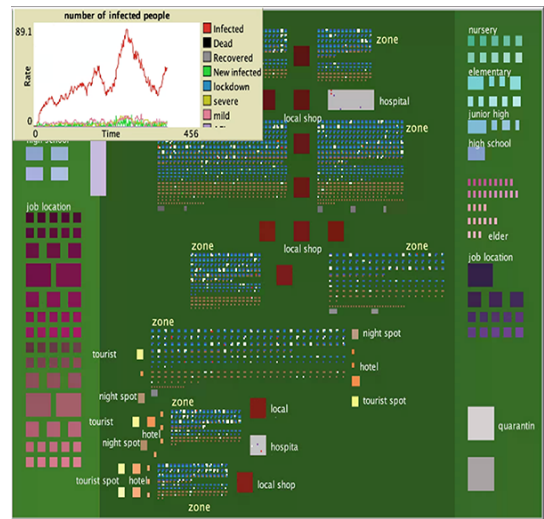 number of infected people
89.1
Rate
0
0
Time
456
Infected
Dead
Recovered
New infected
lockdown
severe
mild
zone
hospital
local shop
zone
nursery
elementary
junior high
high school
elder
job location
high school
job location
local shop
zone
zone
zone
tourist
night spot
hotel
night spot
tourist spot
zone
tourist
hotel
local
night spot
hospita
quarantin
tourist spot
hotel
local shop
zone